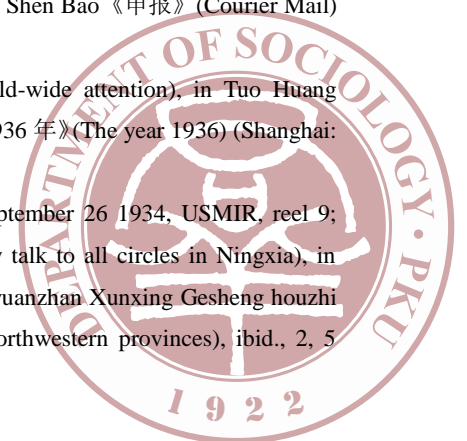 Shen Bao《申报》(Courier Mail)
ld-wide attention), in Tuo Huang
936 年》(The year 1936) (Shanghai:
ptember 26 1934, USMIR, reel 9;
talk to all circles in Ningxia), in
uanzhan Xunxing Gesheng houzhi
orthwestern provinces), ibid., 2, 5
DEPARTMENT OF SOCIOLOGY · PKU
1922